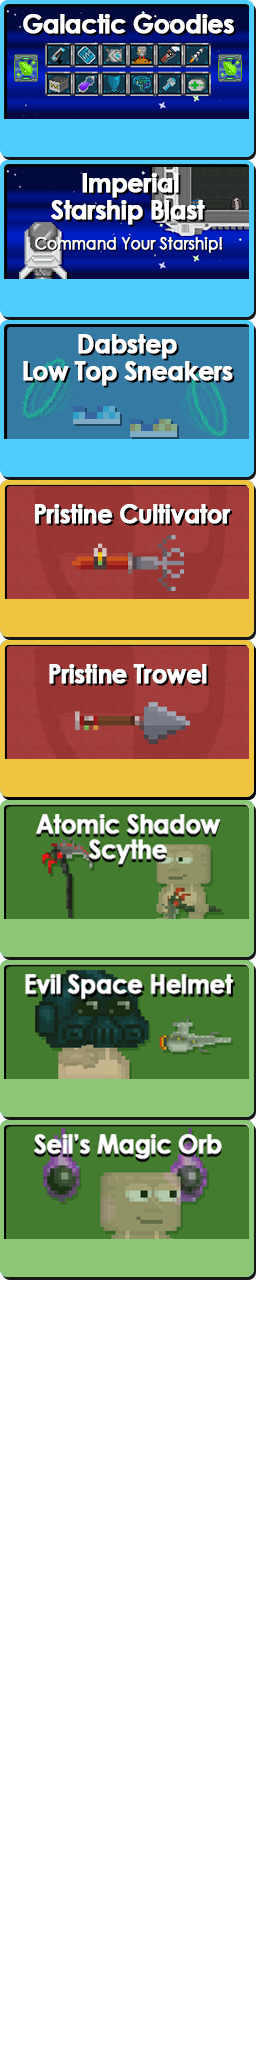 Galactic Goodies
Imperial
Starship Blast
Command Your Starship!
Dabstep
Low Top Sneakers
Pristine Cultivator
Pristine Trowel
Atomic Shadow
Scythe
Evil Space Helmet
Seil's Magic Orb